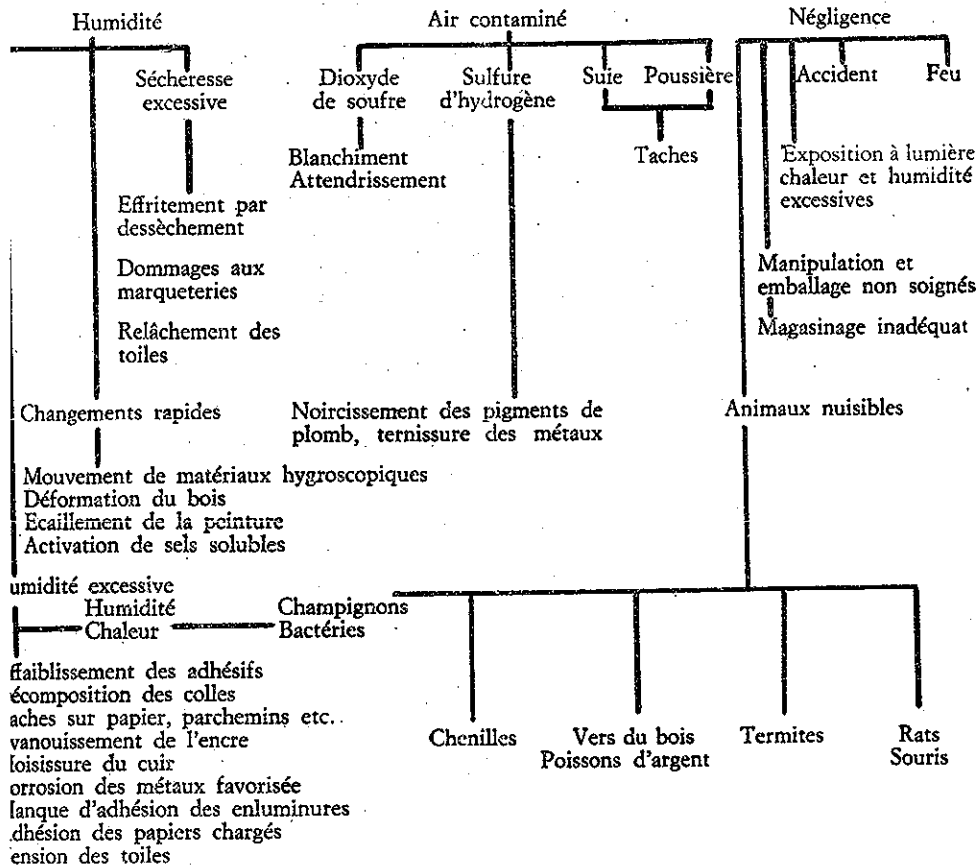 Humidité
Sécheresse
excessive
Effritement par
dessèchement
Dommages aux
marqueteries
Relâchement des
toiles
Changements rapides
Mouvement de matériaux hygroscopiques
Déformation du bois
Ecaillement de la peinture
Activation de sels solubles
umidité excessive
Humidité
Chaleur
Champignons
Bactéries
ffaiblissement des adhésifs
écomposition des colles
aches sur papier, parchemins etc..
vanouissement de l'encre
loisissure du cuir
orrosion des métaux favorisée
lanque d'adhésion des enluminures
dhésion des papiers chargés
ension des toiles
Air contaminé
Dioxyde
de soufre
Blanchiment
Attendrissement
Sulfure
d'hydrogène
Noircissement des pigments de
plomb, ternissure des métaux
Suie
Poussière
Taches
Négligence
Accident
Feu
Exposition à lumière
chaleur et humidité
excessives
Manipulation et
emballage non soignés
Magasinage inadéquat
Animaux nuisibles
Chenilles
Vers du bois
Poissons d'argent
Termites
Rats
Souris